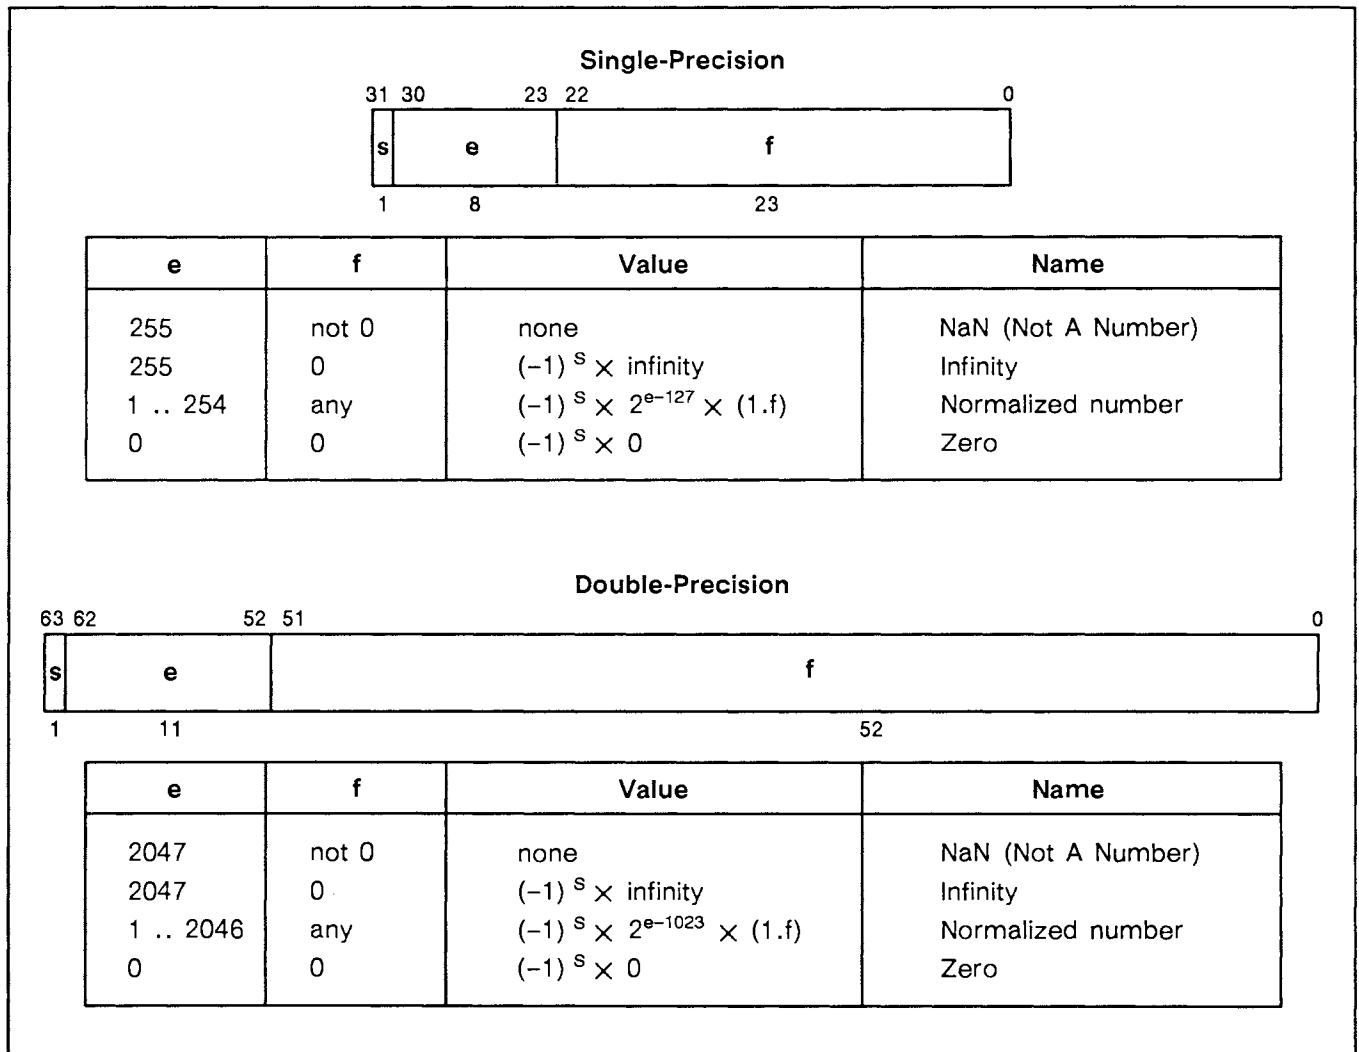 Single-Precision
31 30 23 22 0
s e f
1 8 23
e f Value Name
255 not 0 none NaN (Not A Number)
255 0 (−1)ˢ × infinity Infinity
1 .. 254 any (−1)ˢ × 2ᵉ⁻¹²⁷ × (1.f) Normalized number
0 0 (−1)ˢ × 0 Zero
Double-Precision
63 62 52 51 0
s e f
1 11 52
e f Value Name
2047 not 0 none NaN (Not A Number)
2047 0 (−1)ˢ × infinity Infinity
1 .. 2046 any (−1)ˢ × 2ᵉ⁻¹⁰²³ × (1.f) Normalized number
0 0 (−1)ˢ × 0 Zero